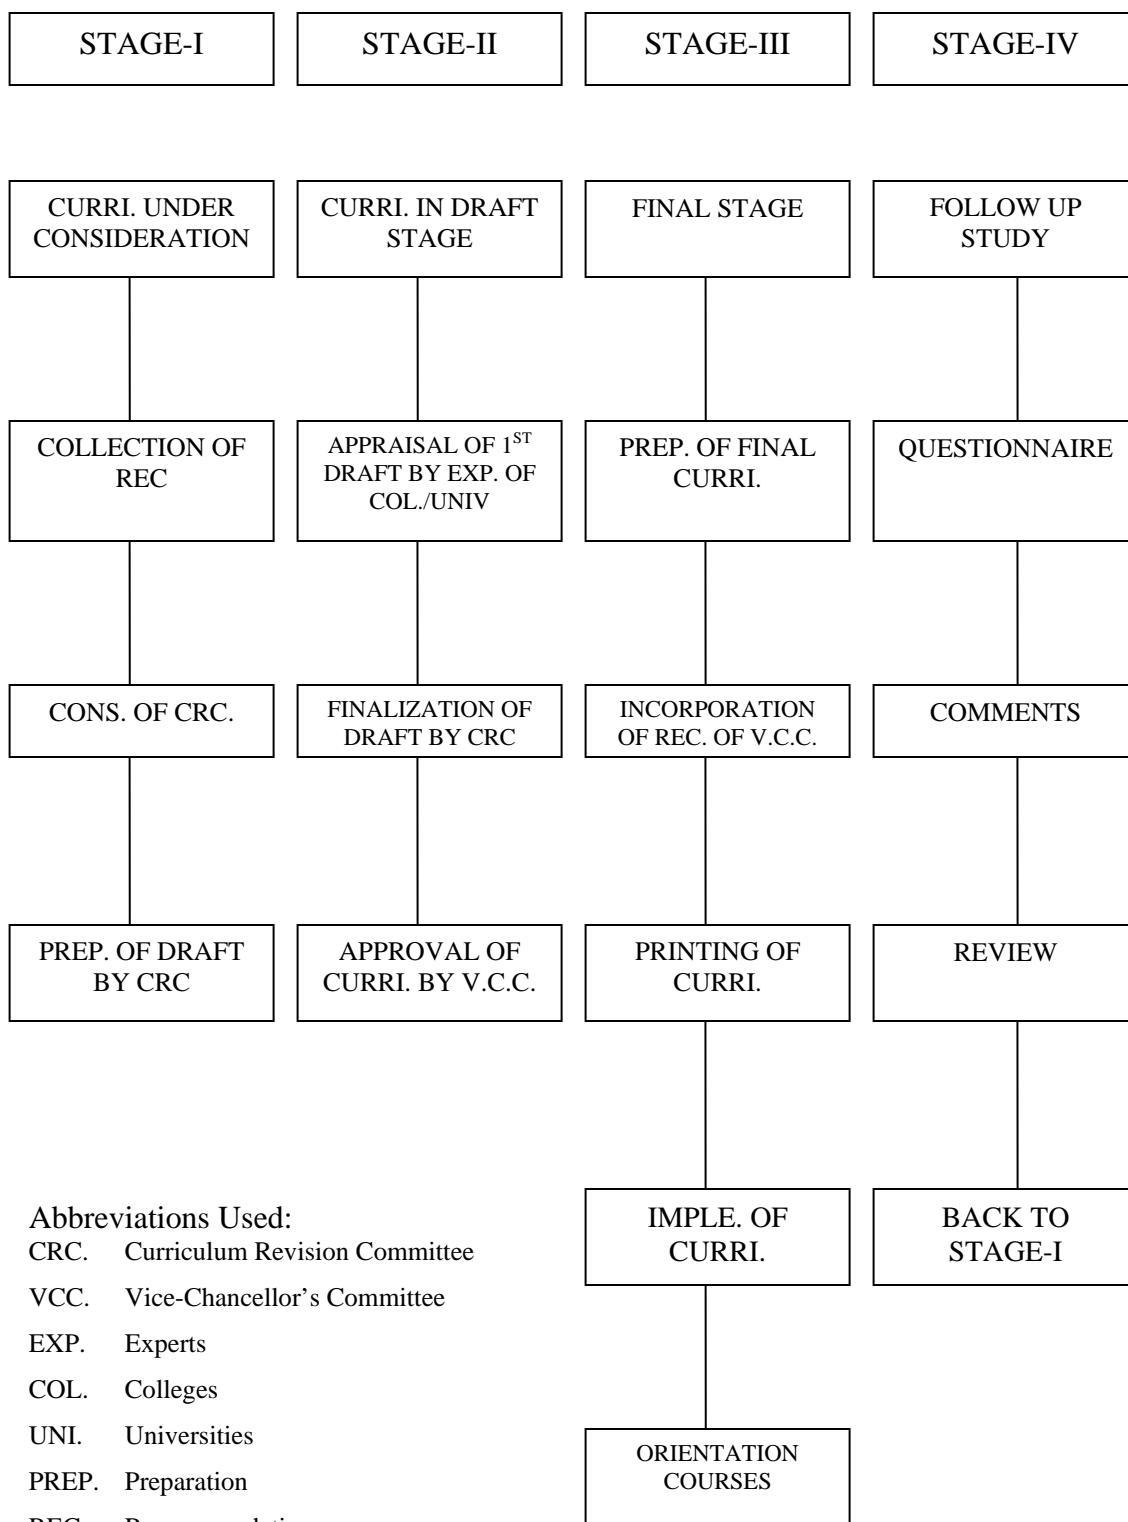 STAGE-I
STAGE-II
STAGE-III
STAGE-IV
CURRI. UNDER
CONSIDERATION
CURRI. IN DRAFT
STAGE
FINAL STAGE
FOLLOW UP
STUDY
COLLECTION OF
REC
APPRAISAL OF 1ST
DRAFT BY EXP. OF
COL./UNIV
PREP. OF FINAL
CURRI.
QUESTIONNAIRE
CONS. OF CRC.
FINALIZATION OF
DRAFT BY CRC
INCORPORATION
OF REC. OF V.C.C.
COMMENTS
PREP. OF DRAFT
BY CRC
APPROVAL OF
CURRI. BY V.C.C.
PRINTING OF
CURRI.
REVIEW
IMPLE. OF
CURRI.
BACK TO
STAGE-I
ORIENTATION
COURSES
Abbreviations Used:
CRC. Curriculum Revision Committee
VCC. Vice-Chancellor’s Committee
EXP. Experts
COL. Colleges
UNI. Universities
PREP. Preparation